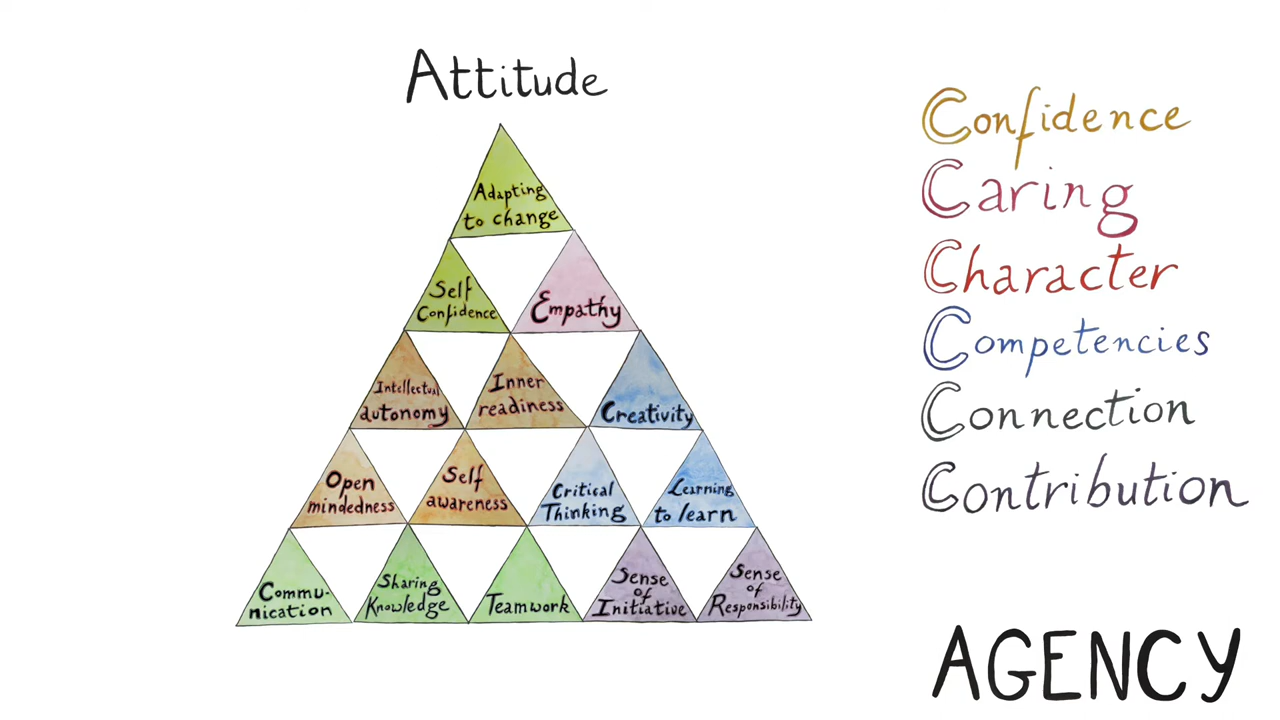 Attitude
Adapting
to change
Self
Confidence
Empathy
Intellectual
autonomy
Inner
readiness
Creativity
Open
mindedness
Self
awareness
Critical
Thinking
Learning
to learn
Commu-
nication
Sharing
Knowledge
Teamwork
Sense
of
Initiative
Sense
of
Responsibility
Confidence
Caring
Character
Competencies
Connection
Contribution
AGENCY